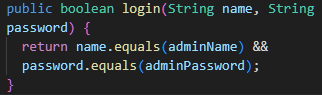 public boolean login(String name, String
password) {
  return name.equals(adminName) &&
  password.equals(adminPassword);
}